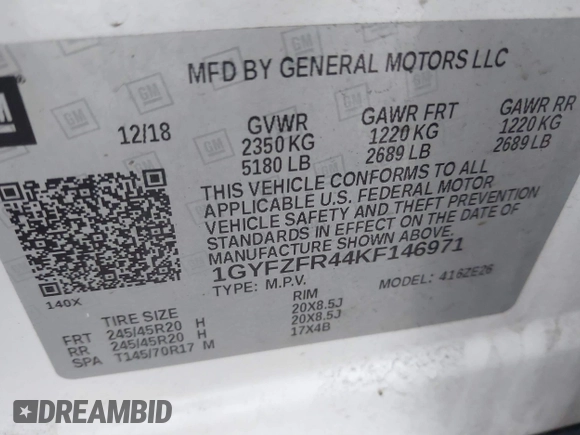 GM
MFD BY GENERAL MOTORS LLC
12/18 GVWR GAWR FRT GAWR RR
2350 KG 1220 KG 1220 KG
5180 LB 2689 LB 2689 LB
THIS VEHICLE CONFORMS TO ALL
APPLICABLE U.S. FEDERAL MOTOR
VEHICLE SAFETY AND THEFT PREVENTION
STANDARDS IN EFFECT ON THE DATE OF
MANUFACTURE SHOWN ABOVE.
1GYFZFR44KF146971
TYPE: M.P.V. MODEL: 416ZE26
140X
TIRE SIZE RIM
FRT 245/45R20 H 20X8.5J
RR 245/45R20 H 20X8.5J
SPA T145/70R17 M 17X4B
DREAMBID